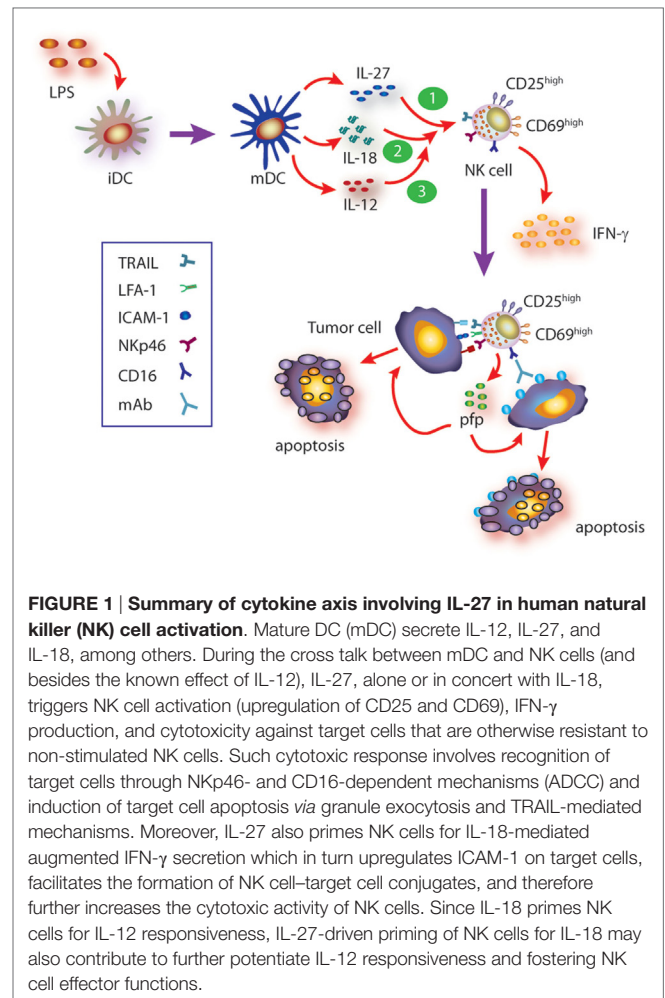 LPS
iDC
mDC
IL-27
IL-18
IL-12
1
2
3
CD25high
CD69high
NK cell
IFN-γ
TRAIL
LFA-1
ICAM-1
NKp46
CD16
mAb
Tumor cell
CD25high
CD69high
pfp
apoptosis
apoptosis
FIGURE 1 | Summary of cytokine axis involving IL-27 in human natural
killer (NK) cell activation. Mature DC (mDC) secrete IL-12, IL-27, and
IL-18, among others. During the cross talk between mDC and NK cells (and
besides the known effect of IL-12), IL-27, alone or in concert with IL-18,
triggers NK cell activation (upregulation of CD25 and CD69), IFN-γ
production, and cytotoxicity against target cells that are otherwise resistant to
non-stimulated NK cells. Such cytotoxic response involves recognition of
target cells through NKp46- and CD16-dependent mechanisms (ADCC) and
induction of target cell apoptosis via granule exocytosis and TRAIL-mediated
mechanisms. Moreover, IL-27 also primes NK cells for IL-18-mediated
augmented IFN-γ secretion which in turn upregulates ICAM-1 on target cells,
facilitates the formation of NK cell–target cell conjugates, and therefore
further increases the cytotoxic activity of NK cells. Since IL-18 primes NK
cells for IL-12 responsiveness, IL-27-driven priming of NK cells for IL-18 may
also contribute to further potentiate IL-12 responsiveness and fostering NK
cell effector functions.